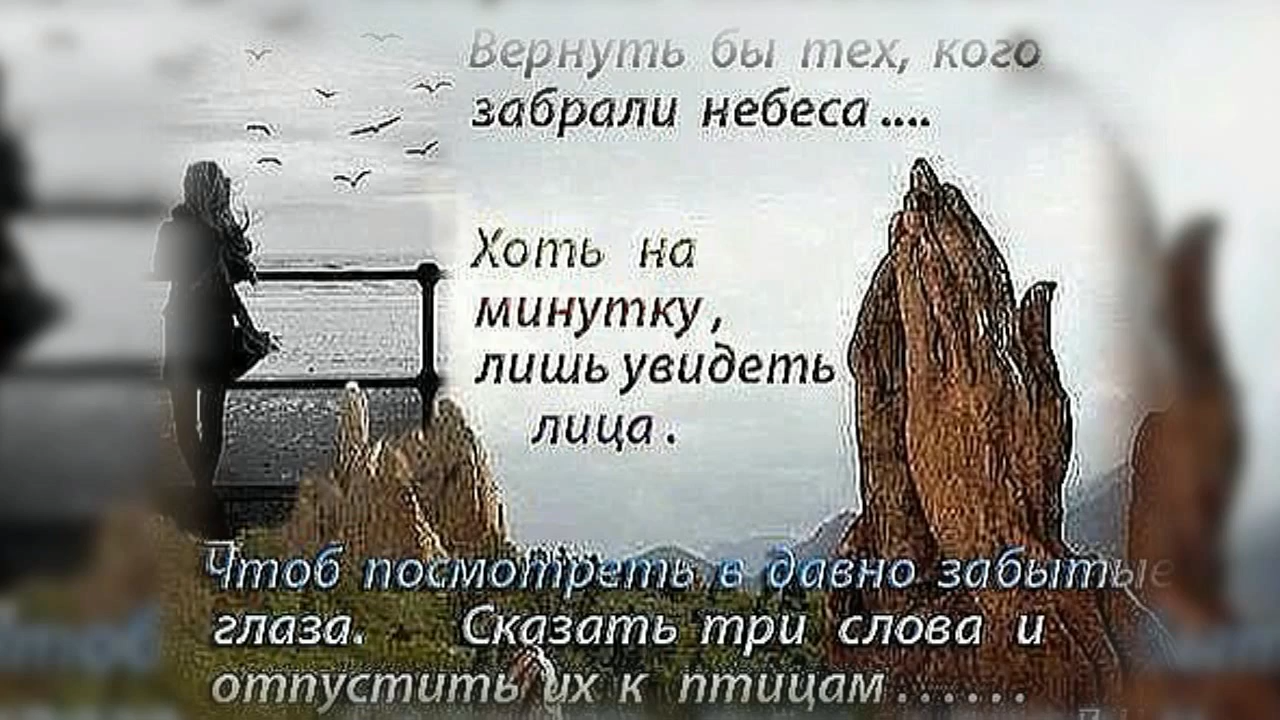 Вернуть бы тех, кого
забрали небеса ....
Хоть на
минутку,
лишь увидеть
лица .
Чтоб посмотреть в давно забытые
глаза. Сказать три слова и
отпустить их к птицам ......